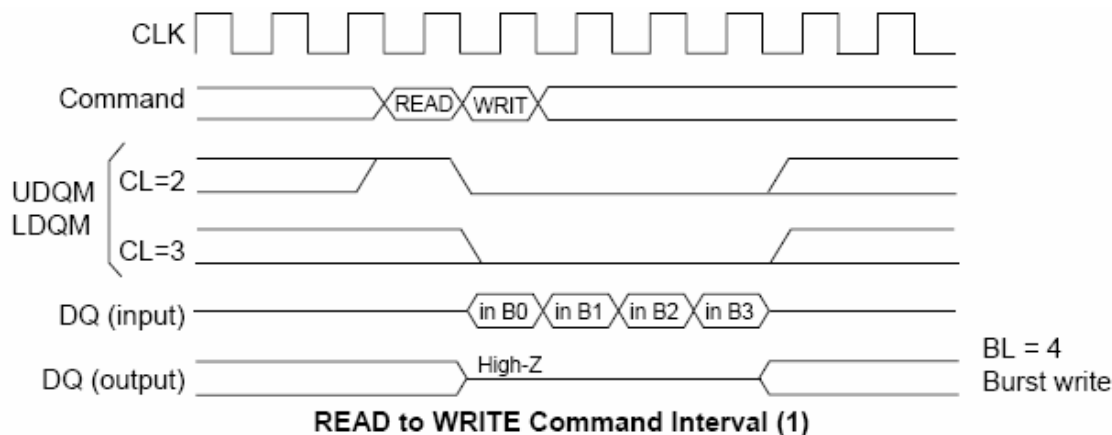 CLK
Command READ WRIT
UDQM
LDQM
CL=2
CL=3
DQ (input) in B0 in B1 in B2 in B3
DQ (output) High-Z
BL = 4
Burst write
READ to WRITE Command Interval (1)